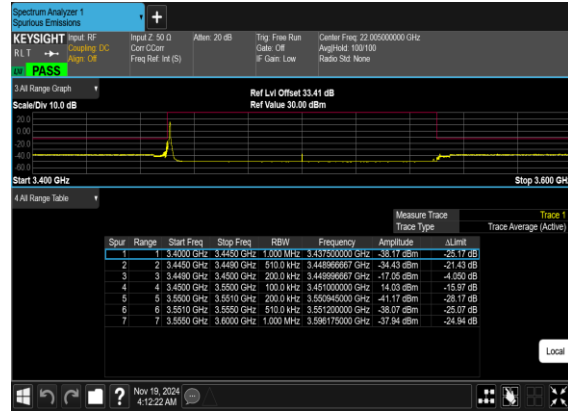 Spectrum Analyzer 1
Spurious Emissions
KEYSIGHT Input: RF Input Z: 50 Ω Atten: 20 dB Trig: Free Run Center Freq: 22.005000000 GHz
RLT Coupling: DC Corr CCorr Gate: Off Avg|Hold: 100/100
Align: Off Freq Ref: Int (S) IF Gain: Low Radio Std: None
PASS
3 All Range Graph Ref Lvl Offset 33.41 dB
Scale/Div 10.0 dB Ref Value 30.00 dBm
20.0
0.00
-20.0
-40.0
-60.0
Start 3.400 GHz Stop 3.600 GHz
4 All Range Table
Measure Trace Trace 1
Trace Type Trace Average (Active)
Spur Range Start Freq Stop Freq RBW Frequency Amplitude ΔLimit
1 1 3.4000 GHz 3.4450 GHz 1.000 MHz 3.437500000 GHz -38.17 dBm -25.17 dB
2 2 3.4450 GHz 3.4490 GHz 510.0 kHz 3.448966667 GHz -34.43 dBm -21.43 dB
3 3 3.4490 GHz 3.4500 GHz 200.0 kHz 3.449996667 GHz -17.05 dBm -4.050 dB
4 4 3.4500 GHz 3.5500 GHz 100.0 kHz 3.451000000 GHz 14.03 dBm -15.97 dB
5 5 3.5500 GHz 3.5510 GHz 200.0 kHz 3.550945000 GHz -41.17 dBm -28.17 dB
6 6 3.5510 GHz 3.5550 GHz 510.0 kHz 3.551200000 GHz -38.07 dBm -25.07 dB
7 7 3.5550 GHz 3.6000 GHz 1.000 MHz 3.596175000 GHz -37.94 dBm -24.94 dB
Local
Nov 19, 2024
4:12:22 AM